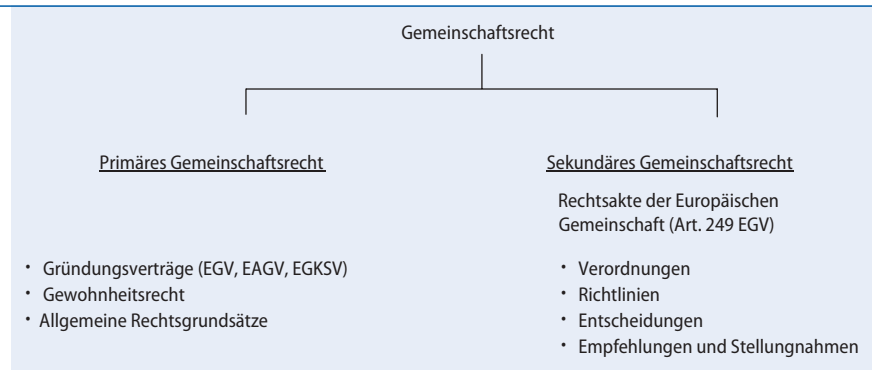 Gemeinschaftsrecht
Primäres Gemeinschaftsrecht
• Gründungsverträge (EGV, EAGV, EGKSV)
• Gewohnheitsrecht
• Allgemeine Rechtsgrundsätze
Sekundäres Gemeinschaftsrecht
Rechtsakte der Europäischen
Gemeinschaft (Art. 249 EGV)
• Verordnungen
• Richtlinien
• Entscheidungen
• Empfehlungen und Stellungnahmen